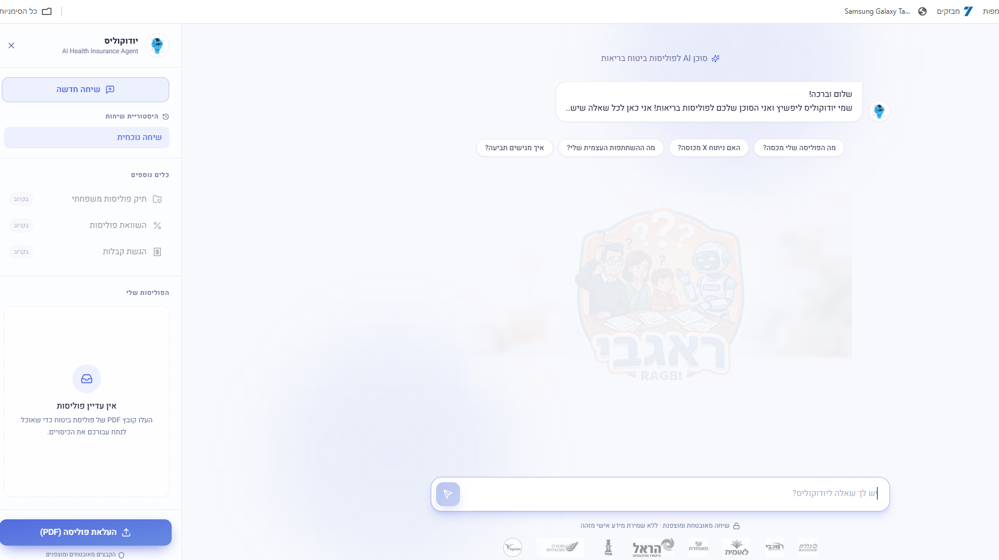 מפות
מבזקים
Samsung Galaxy Ta...
כל הסימניות
יודוקוליס
AI Health Insurance Agent
שיחה חדשה
היסטוריית שיחות
שיחה נוכחית
כלים נוספים
תיק פוליסות משפחתי
בקרוב
השוואת פוליסות
בקרוב
הגשת קבלות
בקרוב
הפוליסות שלי
אין עדיין פוליסות
העלו קובץ PDF של פוליסת ביטוח כדי שאוכל
לנתח עבורכם את הכיסויים.
העלאת פוליסה (PDF)
הקבצים מאובטחים ומוצפנים
סוכן AI לפוליסות ביטוח בריאות
שלום וברכה!
שמי יודוקוליס ליפשיץ ואני הסוכן שלכם לפוליסות בריאות! אני כאן לכל שאלה שיש..
מה הפוליסה שלי מכסה?
האם ניתוח X מכוסה?
מה ההשתתפות העצמית שלי?
איך מגישים תביעה?
ראגבי
RAGBI
יש לך שאלה ליודוקוליס?
שיחה מאובטחת ומוצפנת · ללא שמירת מידע אישי מזהה
כללית
מכבי
לאומית
מאוחדת
הראל
ביטוח ופיננסים
מגדל
מנורה
מבטחים
הפניקס